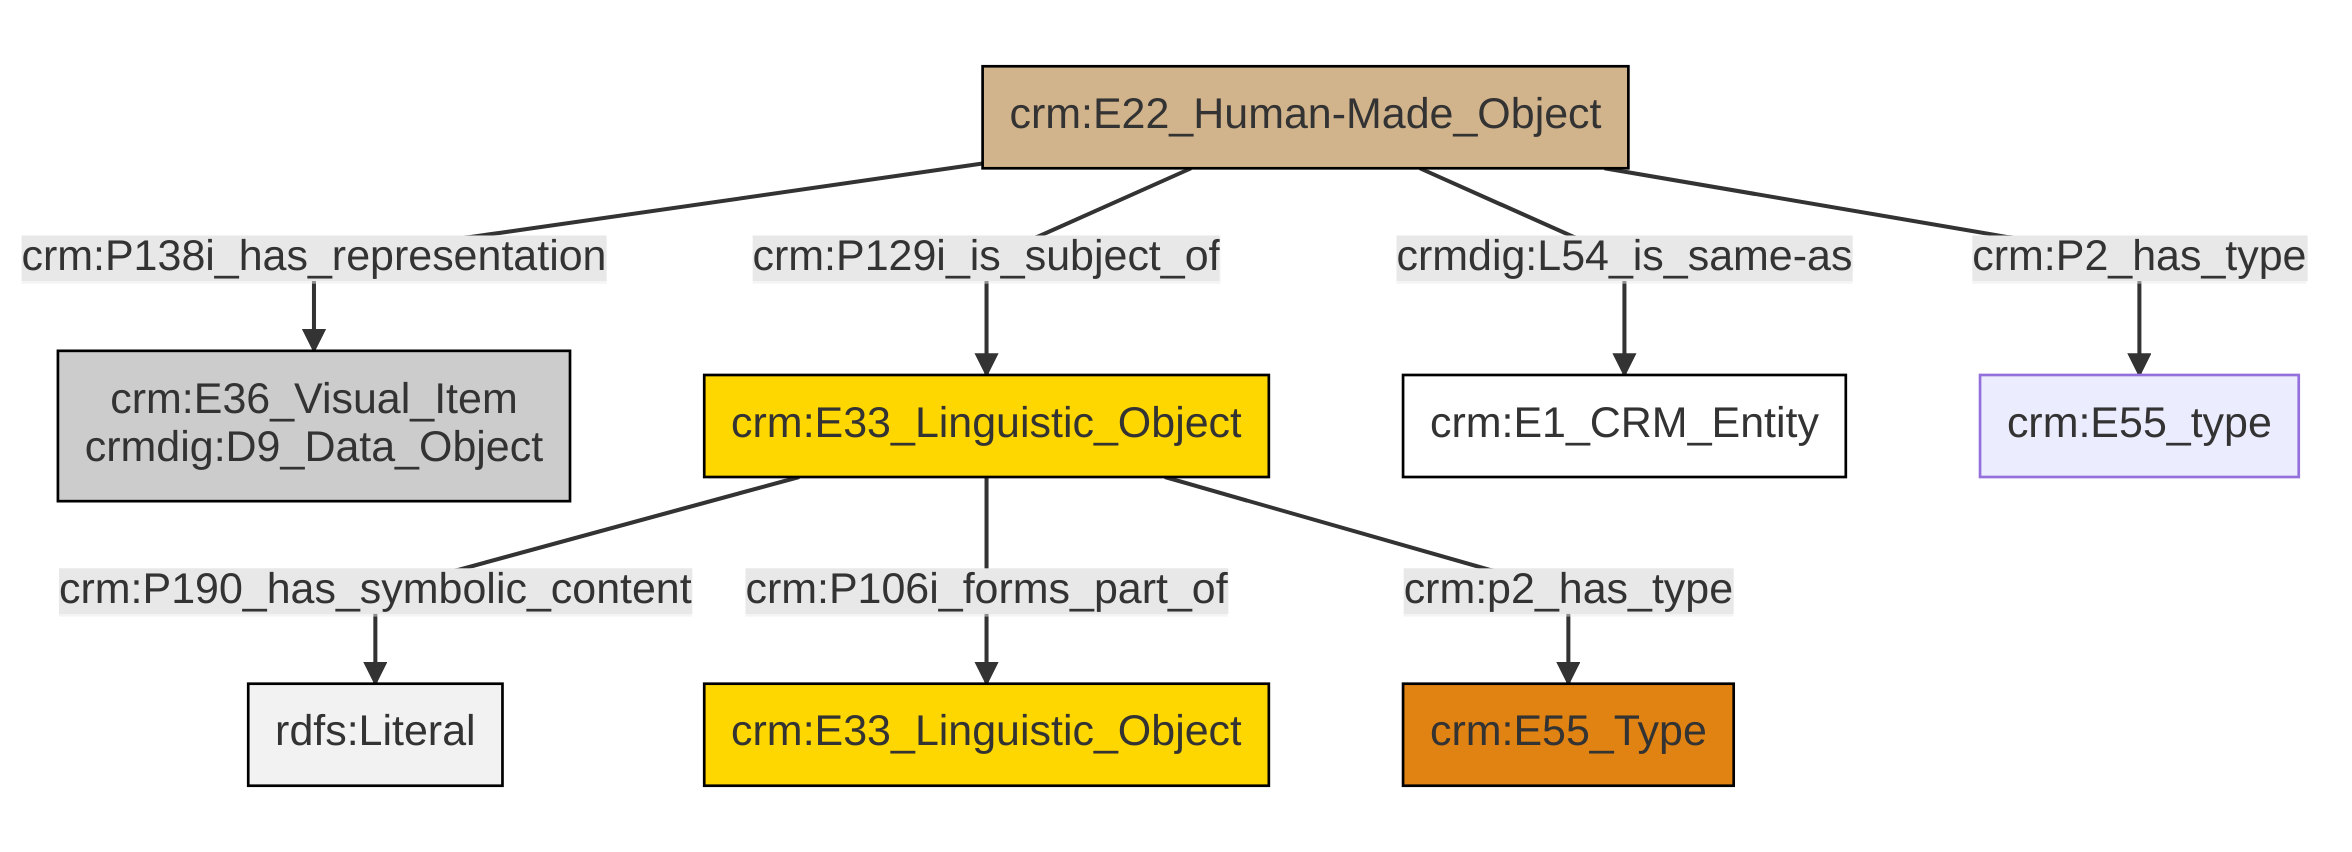 crm:E22_Human-Made_Object
crm:P138i_has_representation
crm:P129i_is_subject_of
crmdig:L54_is_same-as
crm:P2_has_type
crm:E36_Visual_Item
crmdig:D9_Data_Object
crm:E33_Linguistic_Object
crm:E1_CRM_Entity
crm:E55_type
crm:P190_has_symbolic_content
crm:P106i_forms_part_of
crm:p2_has_type
rdfs:Literal
crm:E33_Linguistic_Object
crm:E55_Type